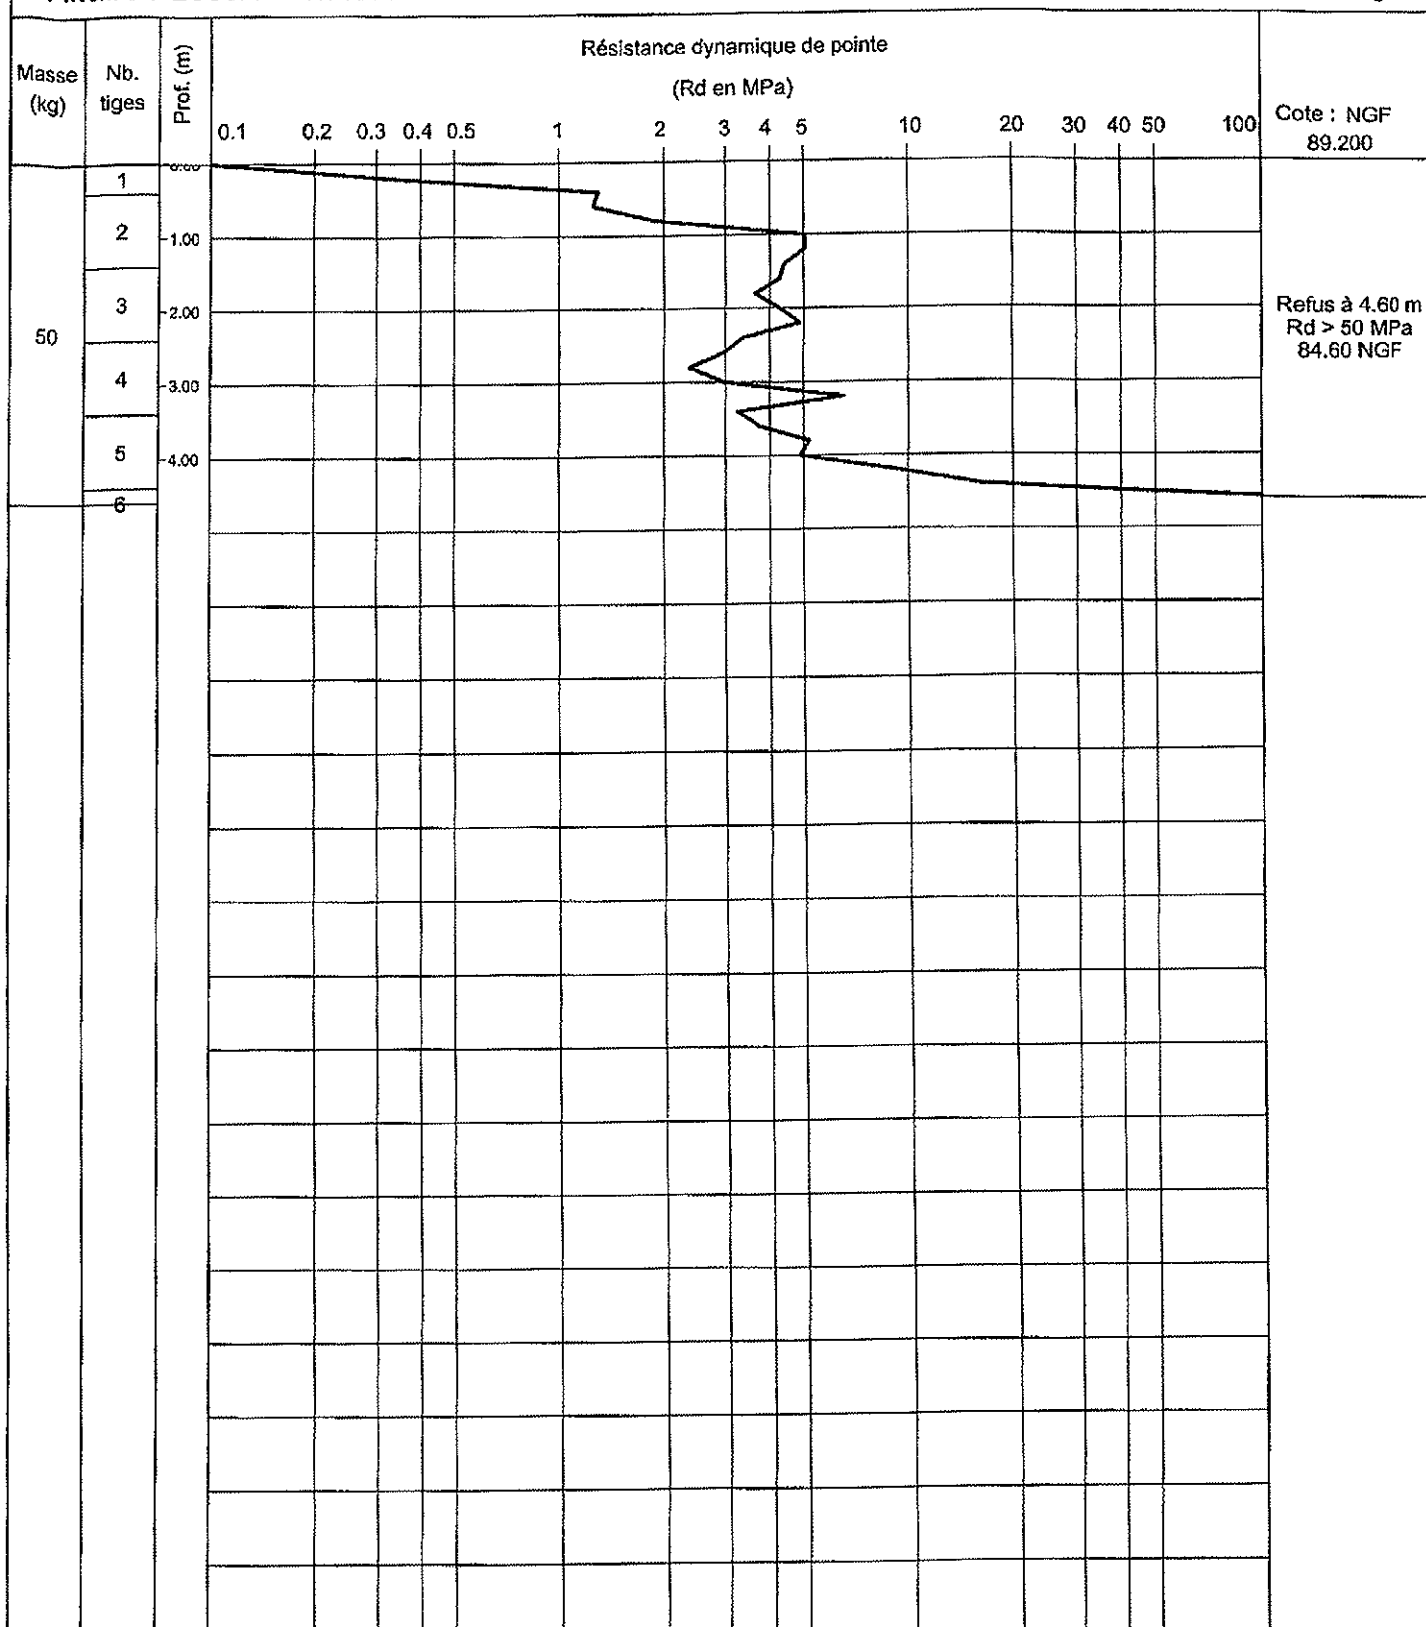 Résistance dynamique de pointe
(Rd en MPa)
Masse
(kg)
Nb.
tiges
Prof. (m)
0.1 0.2 0.3 0.4 0.5 1 2 3 4 5 10 20 30 40 50 100
Cote : NGF
89.200
0.00
1
2
-1.00
3
-2.00
50
4
-3.00
5
-4.00
6
Refus à 4.60 m
Rd > 50 MPa
84.60 NGF